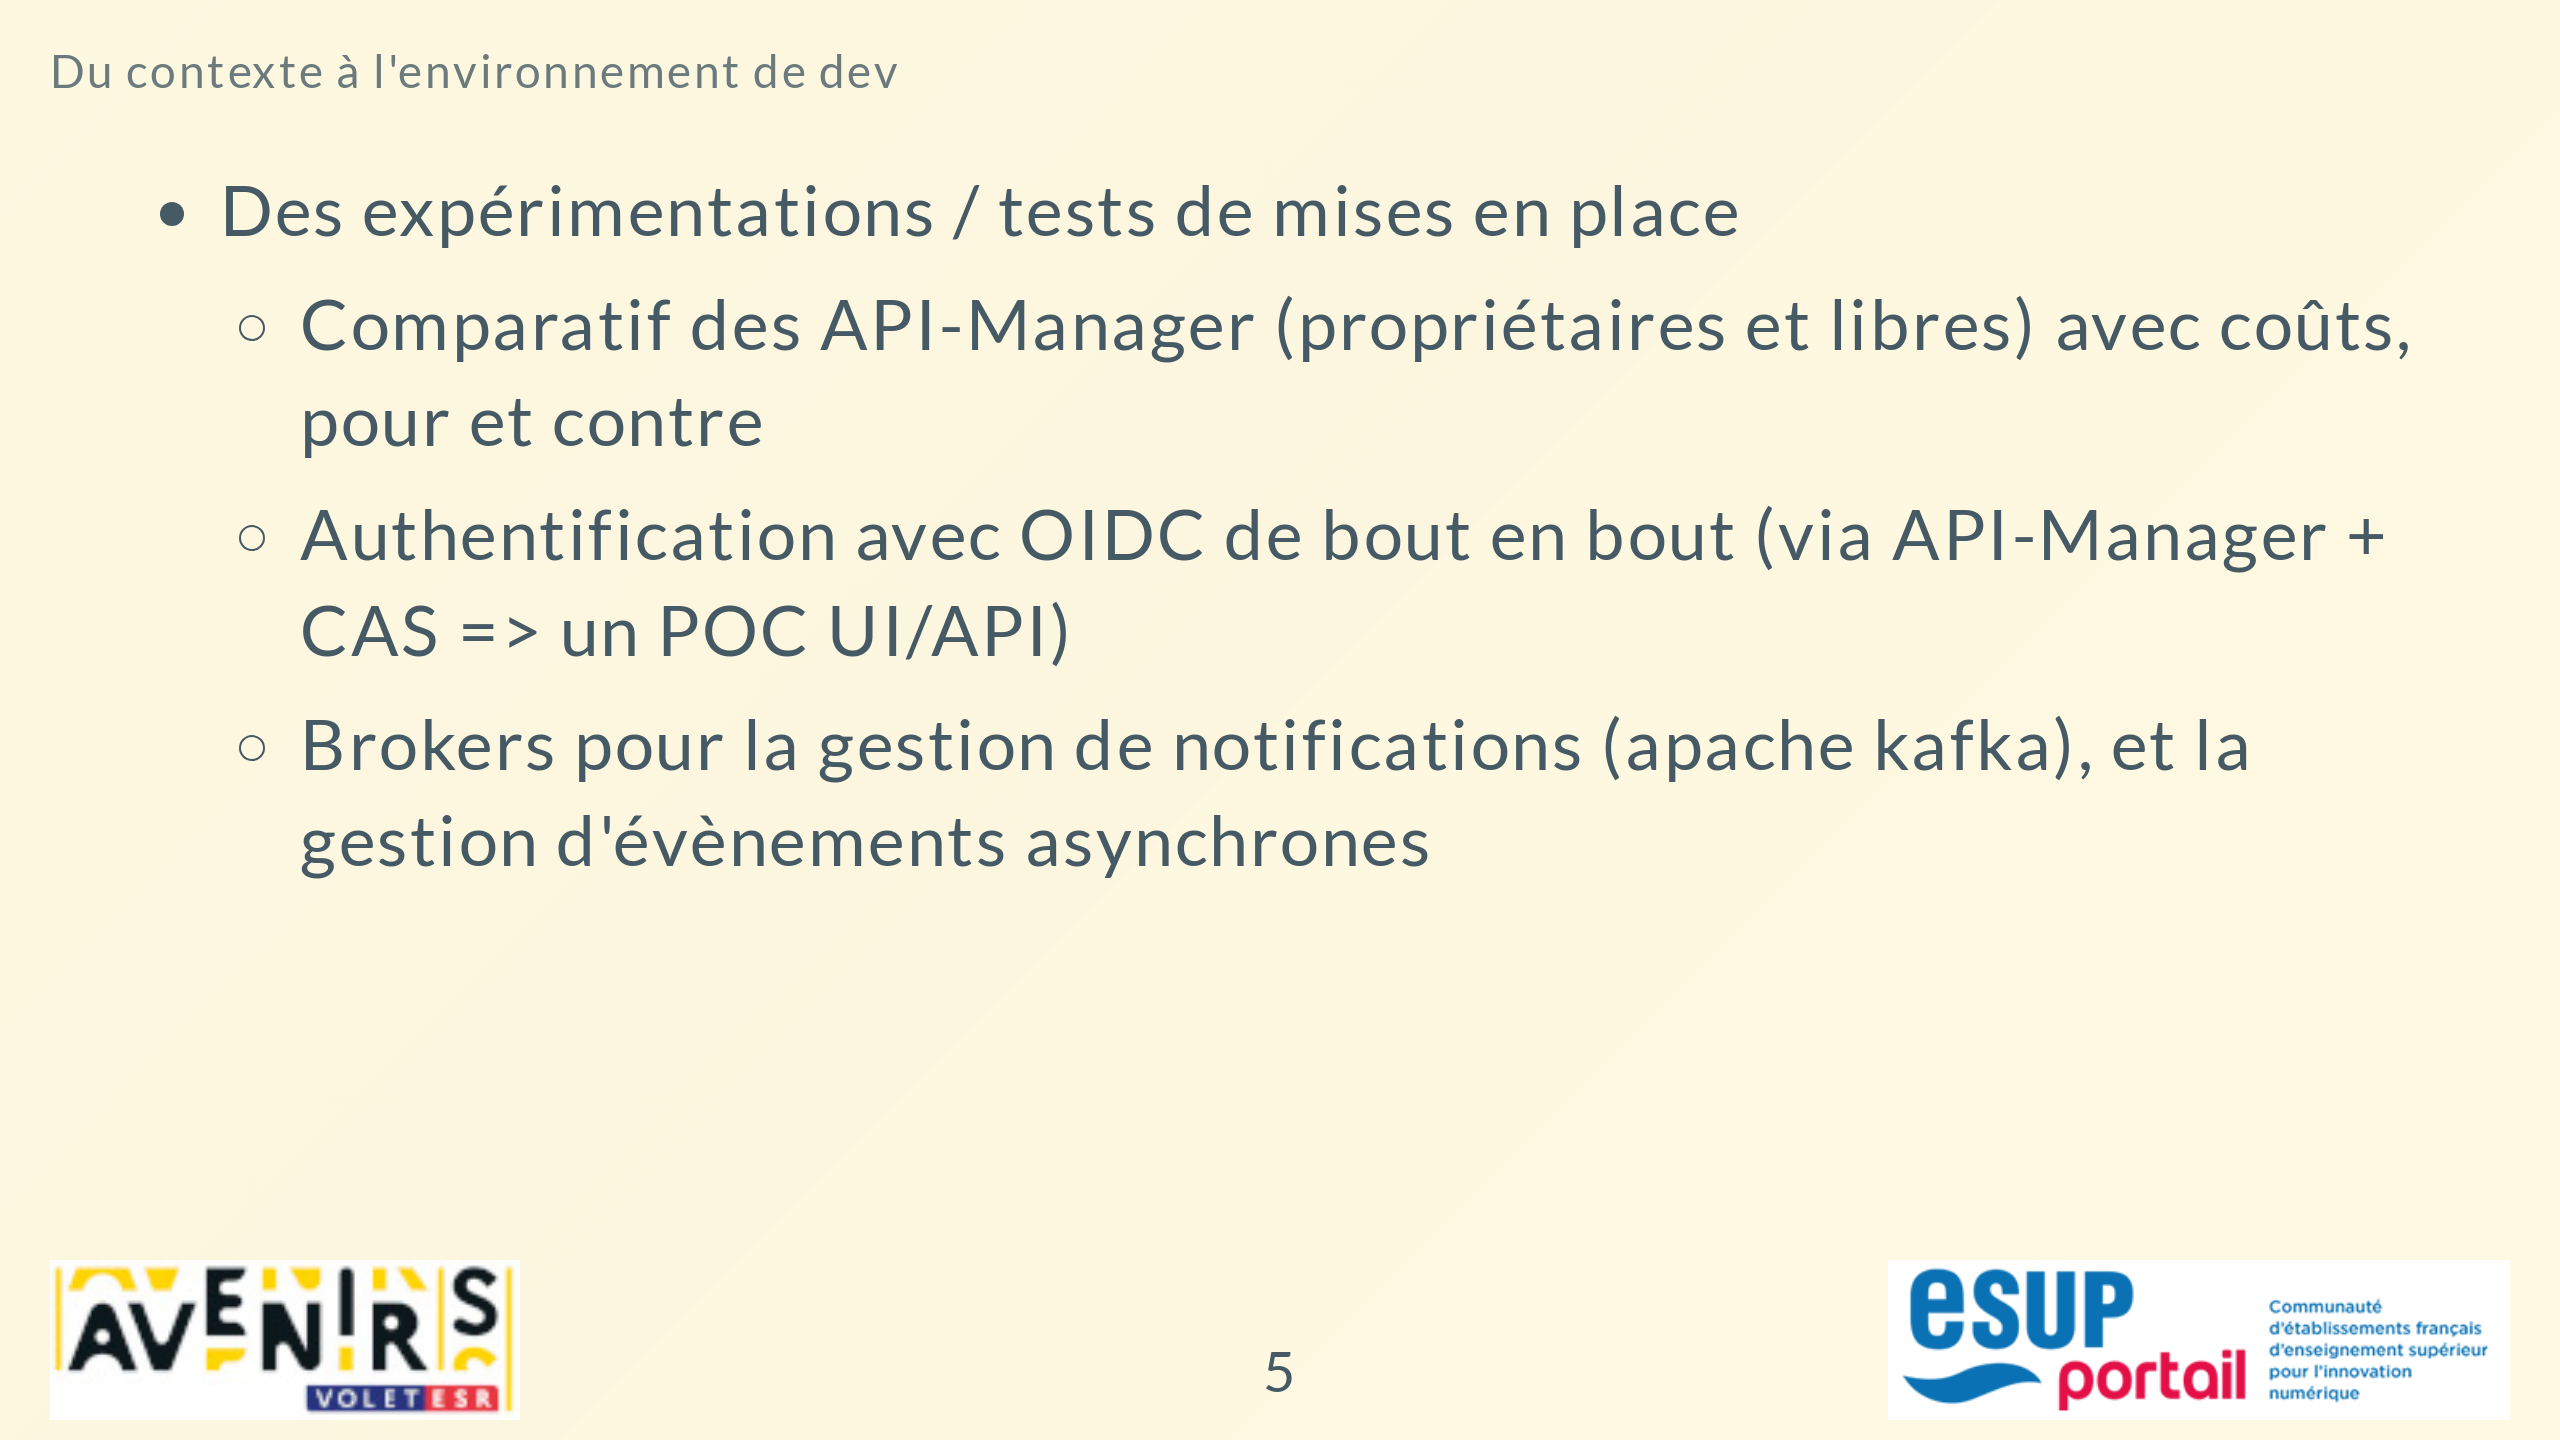 Du contexte à l'environnement de dev
• Des expérimentations / tests de mises en place
○ Comparatif des API-Manager (propriétaires et libres) avec coûts,
pour et contre
○ Authentification avec OIDC de bout en bout (via API-Manager +
CAS => un POC UI/API)
○ Brokers pour la gestion de notifications (apache kafka), et la
gestion d'évènements asynchrones
AVENIRS
VOLET ESR
5
esup
portail
Communauté
d'établissements français
d'enseignement supérieur
pour l'innovation
numérique